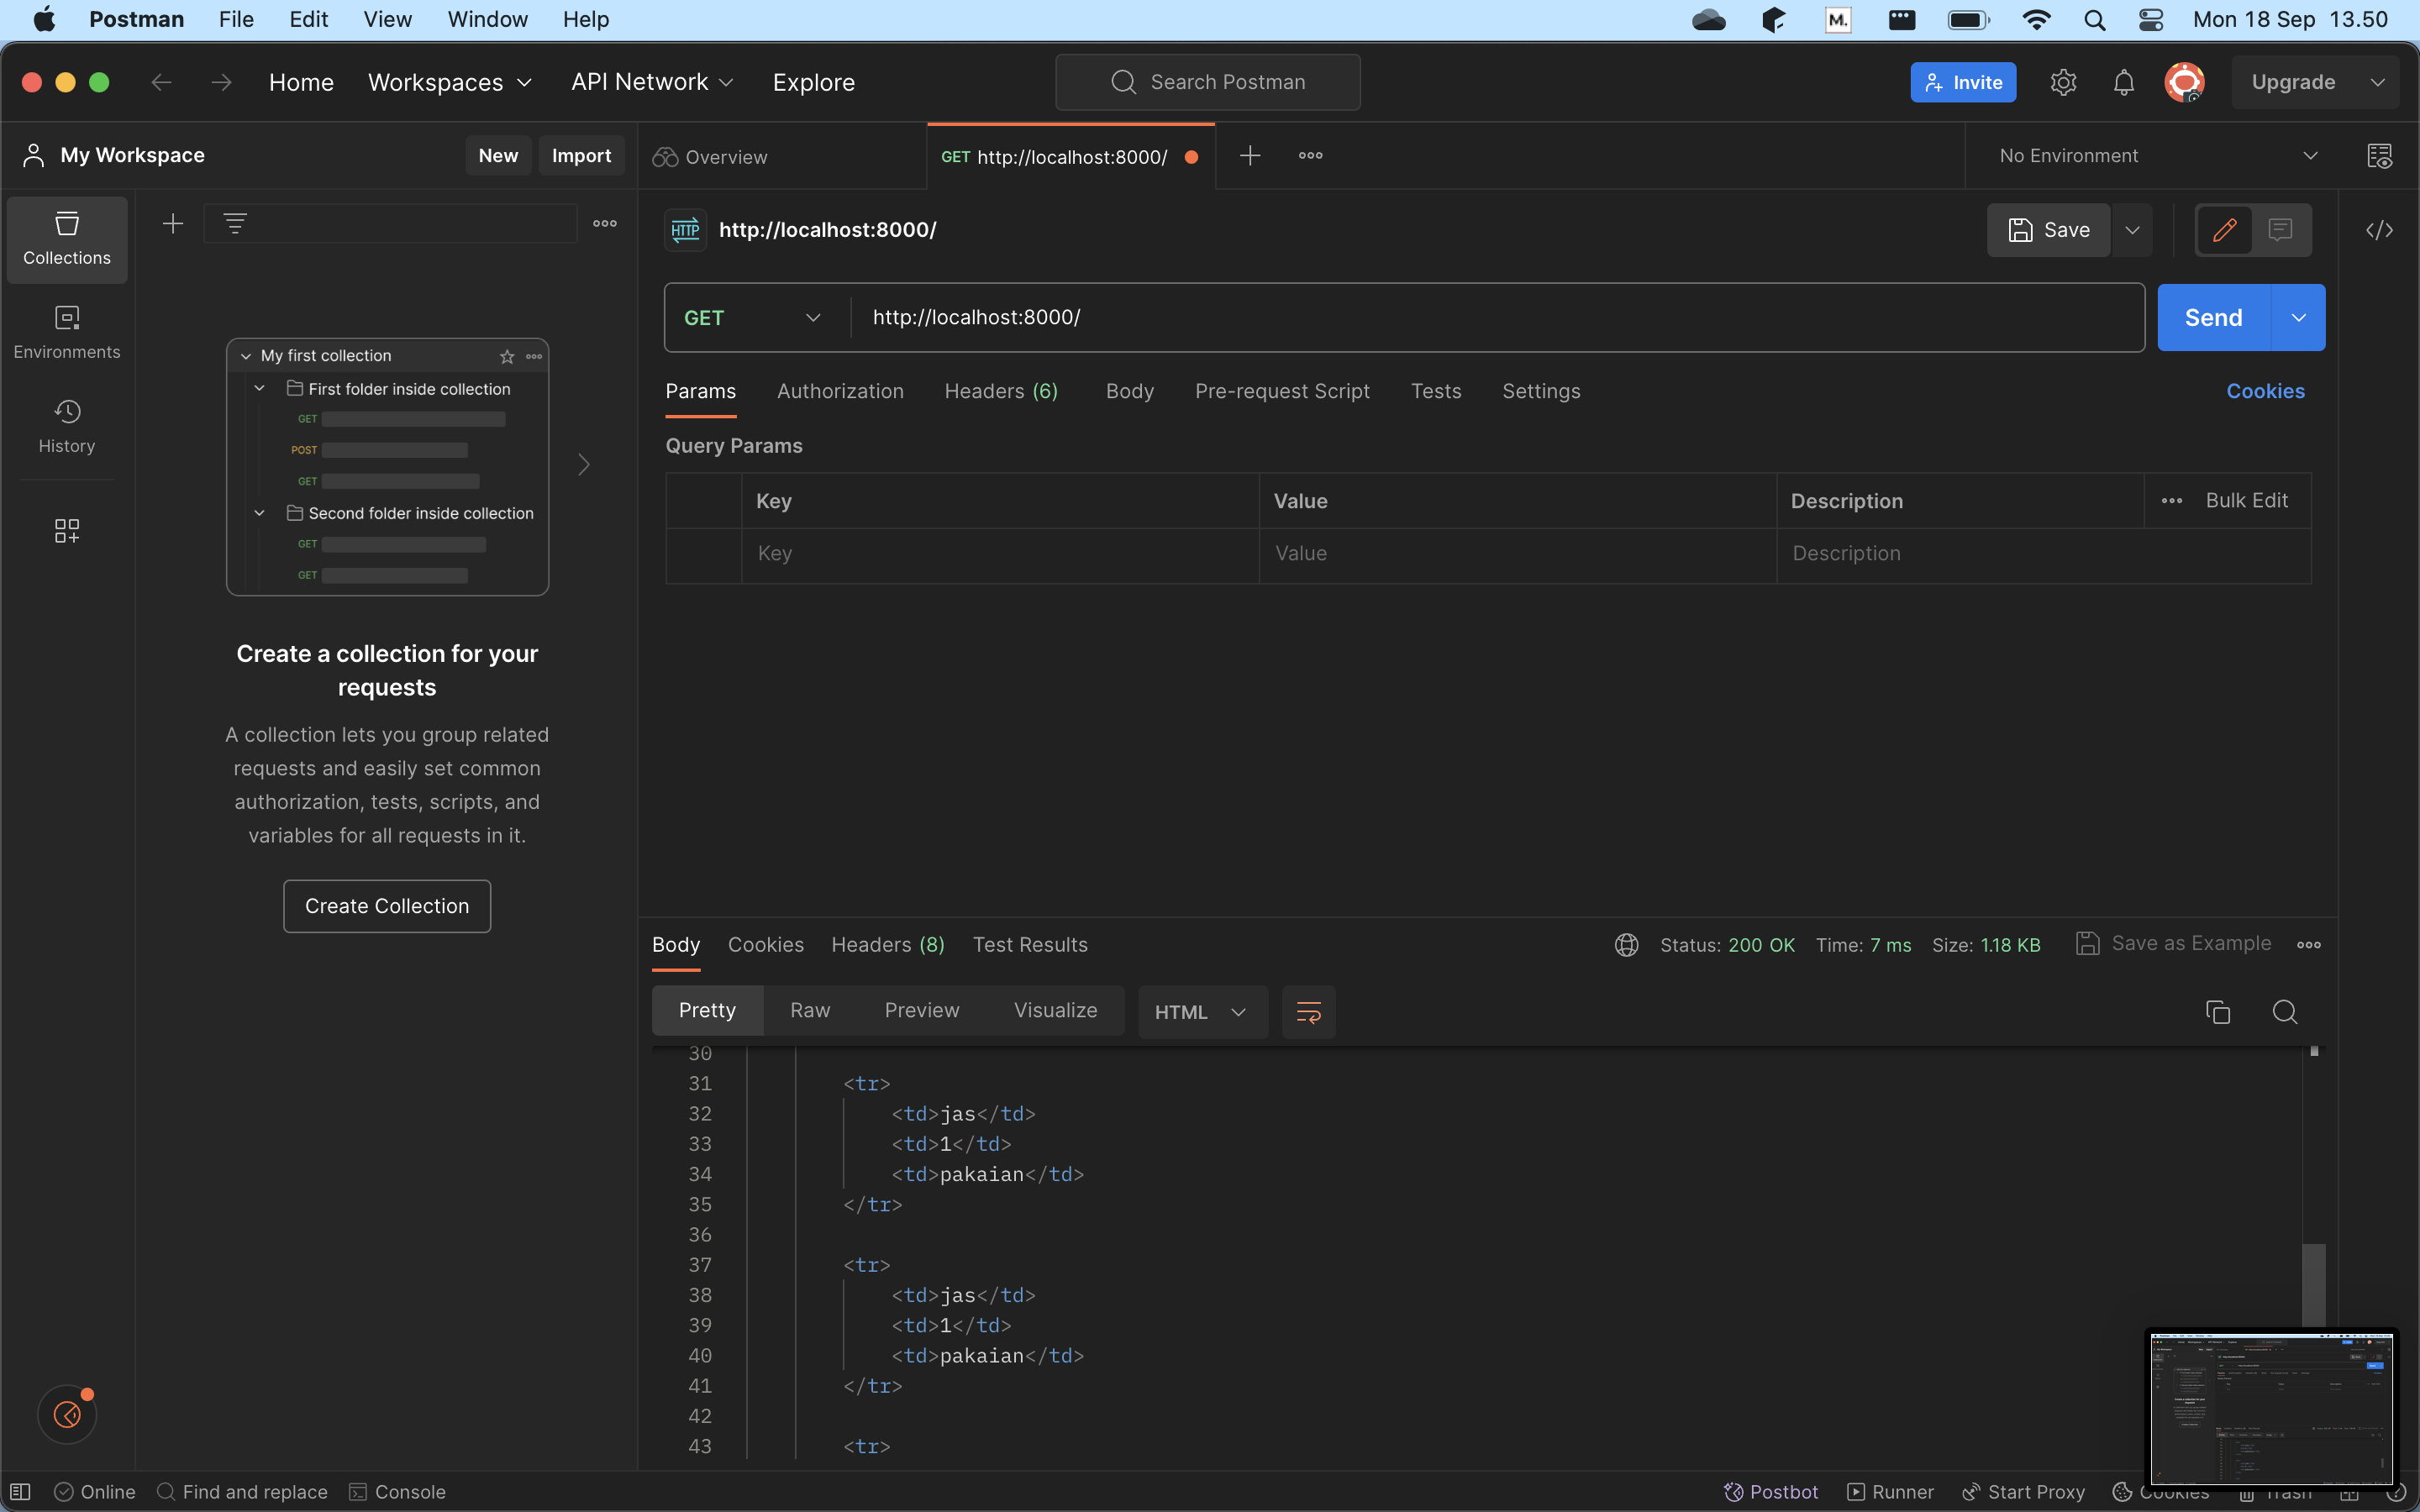 Postman File Edit View Window Help M. Mon 18 Sep 13.50
Home Workspaces API Network Explore Search Postman Invite Upgrade
My Workspace New Import Overview GET http://localhost:8000/ No Environment
Collections
Environments
History
My first collection
First folder inside collection
GET
POST
GET
Second folder inside collection
GET
GET
Create a collection for your
requests
A collection lets you group related
requests and easily set common
authorization, tests, scripts, and
variables for all requests in it.
Create Collection
HTTP http://localhost:8000/ Save
GET http://localhost:8000/ Send
Params Authorization Headers (6) Body Pre-request Script Tests Settings Cookies
Query Params
Key Value Description Bulk Edit
Key Value Description
Body Cookies Headers (8) Test Results Status: 200 OK Time: 7 ms Size: 1.18 KB Save as Example
Pretty Raw Preview Visualize HTML
30
31 <tr>
32 <td>jas</td>
33 <td>1</td>
34 <td>pakaian</td>
35 </tr>
36
37 <tr>
38 <td>jas</td>
39 <td>1</td>
40 <td>pakaian</td>
41 </tr>
42
43 <tr>
Online Find and replace Console Postbot Runner Start Proxy Cookies Trash